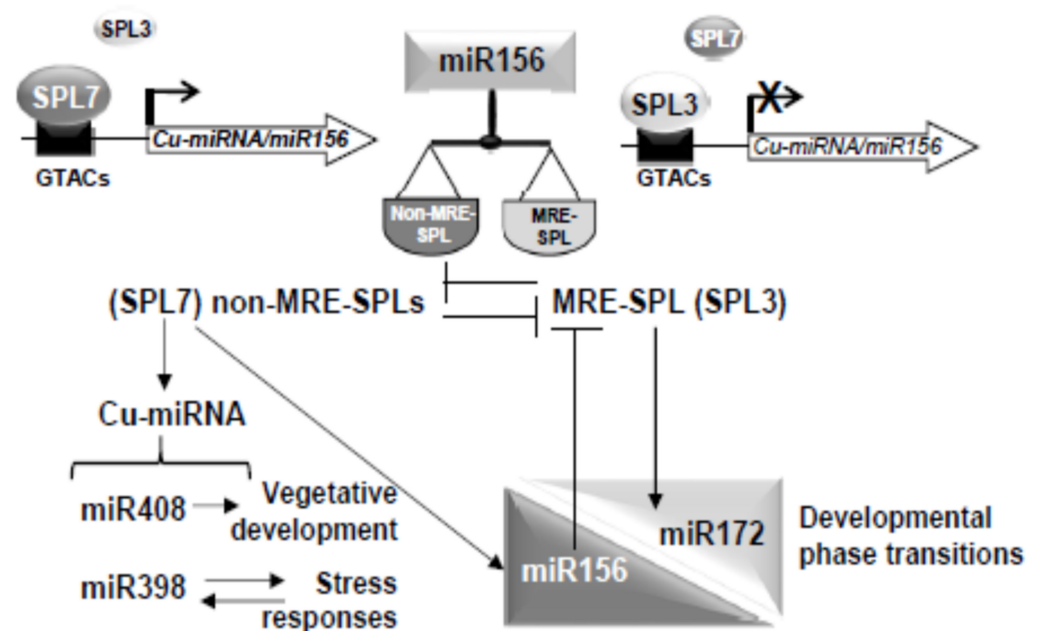 SPL3
SPL7
Cu-miRNA/miR156
GTACs
miR156
Non-MRE-
SPL
MRE-
SPL
SPL7
SPL3
X
Cu-miRNA/miR156
GTACs
(SPL7) non-MRE-SPLs
MRE-SPL (SPL3)
Cu-miRNA
miR408
Vegetative
development
miR398
Stress
responses
miR172
miR156
Developmental
phase transitions